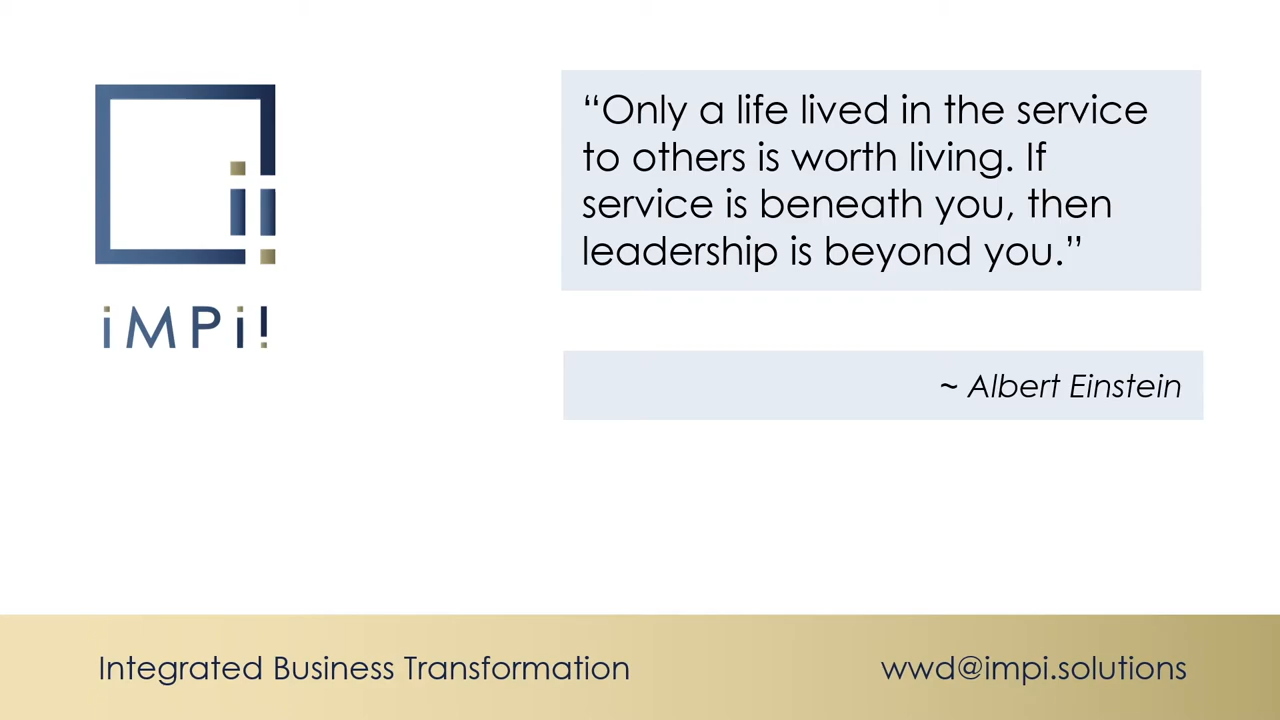 “Only a life lived in the service
to others is worth living. If
service is beneath you, then
leadership is beyond you.”
iMPi!
~ Albert Einstein
Integrated Business Transformation
wwd@impi.solutions